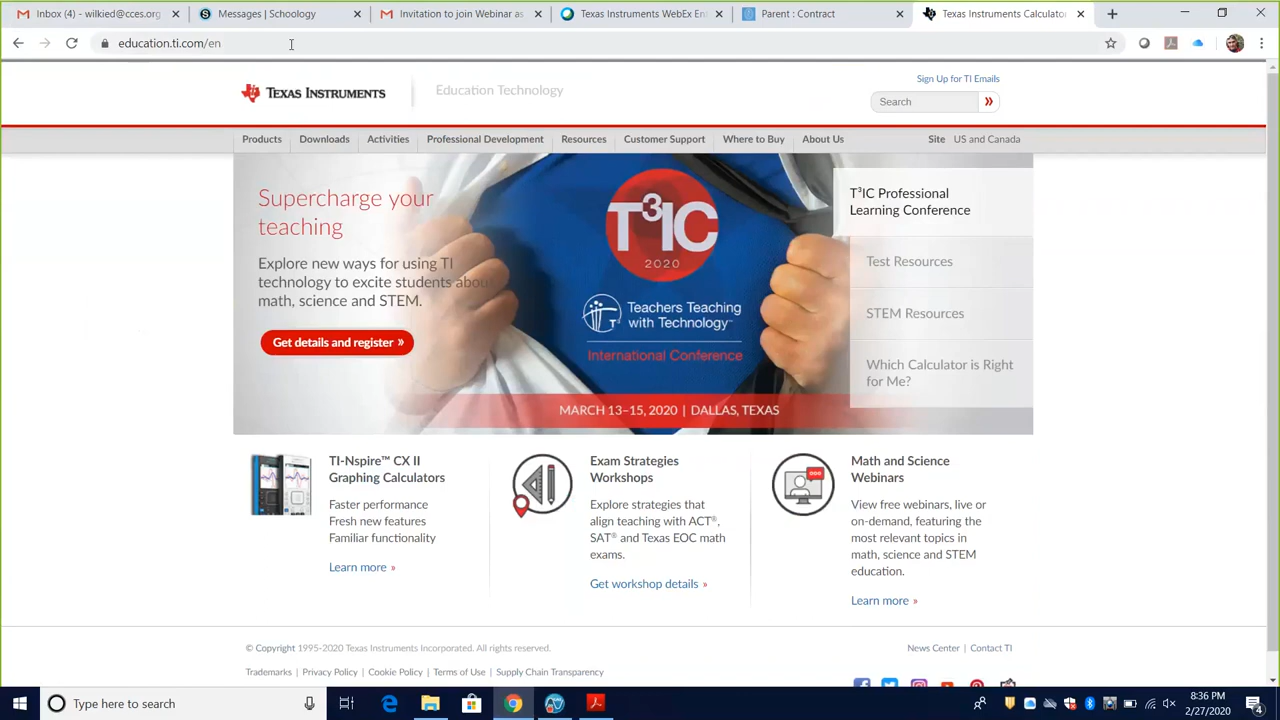 Inbox (4) - wilkied@cces.org
Messages | Schoology
Invitation to join Webinar as
Texas Instruments WebEx Ent
Parent : Contract
Texas Instruments Calculato
education.ti.com/en
TEXAS INSTRUMENTS
Education Technology
Sign Up for TI Emails
Search
Products
Downloads
Activities
Professional Development
Resources
Customer Support
Where to Buy
About Us
Site US and Canada
Supercharge your
teaching
Explore new ways for using TI
technology to excite students about
math, science and STEM.
Get details and register »
T³IC
2020
Teachers Teaching
with Technology™
International Conference
MARCH 13–15, 2020 | DALLAS, TEXAS
T³IC Professional
Learning Conference
Test Resources
STEM Resources
Which Calculator is Right
for Me?
TI-Nspire™ CX II
Graphing Calculators
Faster performance
Fresh new features
Familiar functionality
Learn more »
Exam Strategies
Workshops
Explore strategies that
align teaching with ACT®,
SAT® and Texas EOC math
exams.
Get workshop details »
Math and Science
Webinars
View free webinars, live or
on-demand, featuring the
most relevant topics in
math, science and STEM
education.
Learn more »
© Copyright 1995-2020 Texas Instruments Incorporated. All rights reserved.
News Center | Contact TI
Trademarks | Privacy Policy | Cookie Policy | Terms of Use | Supply Chain Transparency
Type here to search
8:36 PM
2/27/2020
4